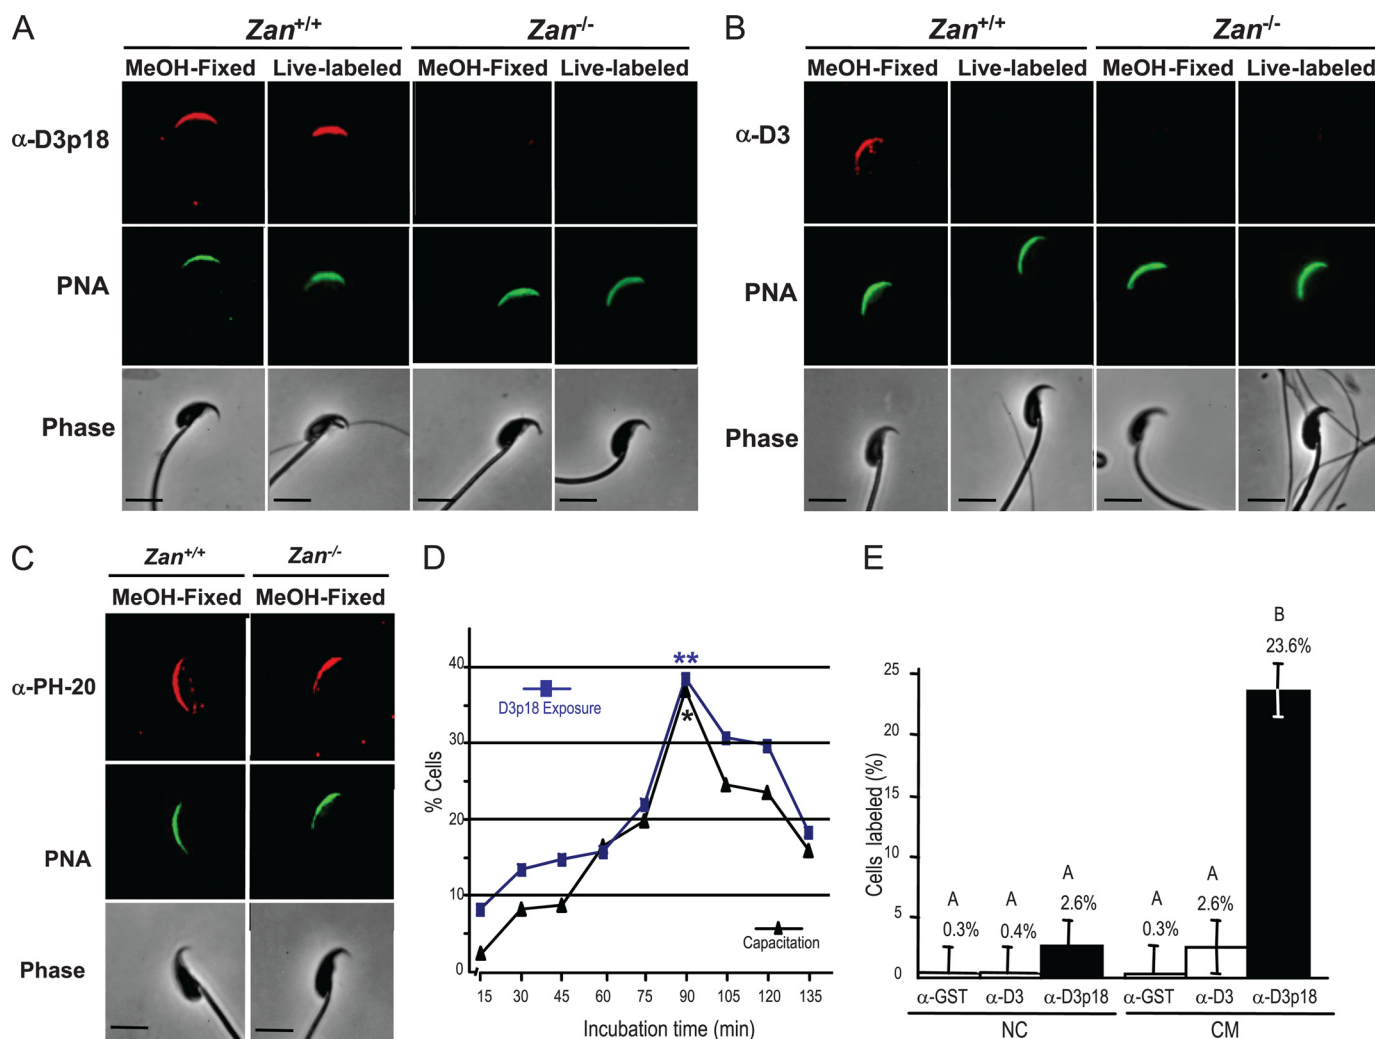 A
Zan+/+
Zan-/-
MeOH-Fixed Live-labeled MeOH-Fixed Live-labeled
α-D3p18
PNA
Phase
B
Zan+/+
Zan-/-
MeOH-Fixed Live-labeled MeOH-Fixed Live-labeled
α-D3
PNA
Phase
C
Zan+/+
Zan-/-
MeOH-Fixed MeOH-Fixed
α-PH-20
PNA
Phase
D
% Cells
40
30
20
10
0
**
*
D3p18 Exposure
Capacitation
15 30 45 60 75 90 105 120 135
Incubation time (min)
E
Cells labeled (%)
25
20
15
10
5
0
A
0.3%
A
0.4%
A
2.6%
A
0.3%
A
2.6%
B
23.6%
α-GST α-D3 α-D3p18 α-GST α-D3 α-D3p18
NC CM